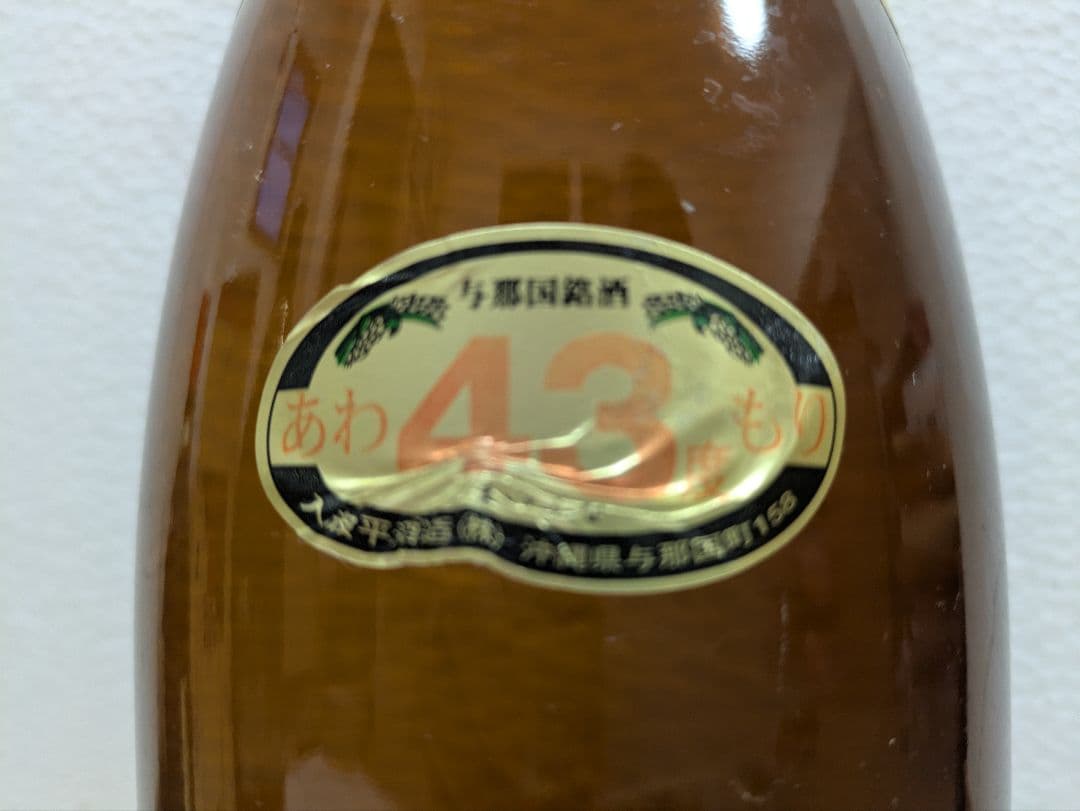 与那国銘酒
あわ 43度 もり
入波平酒造(株) 沖縄県与那国町158